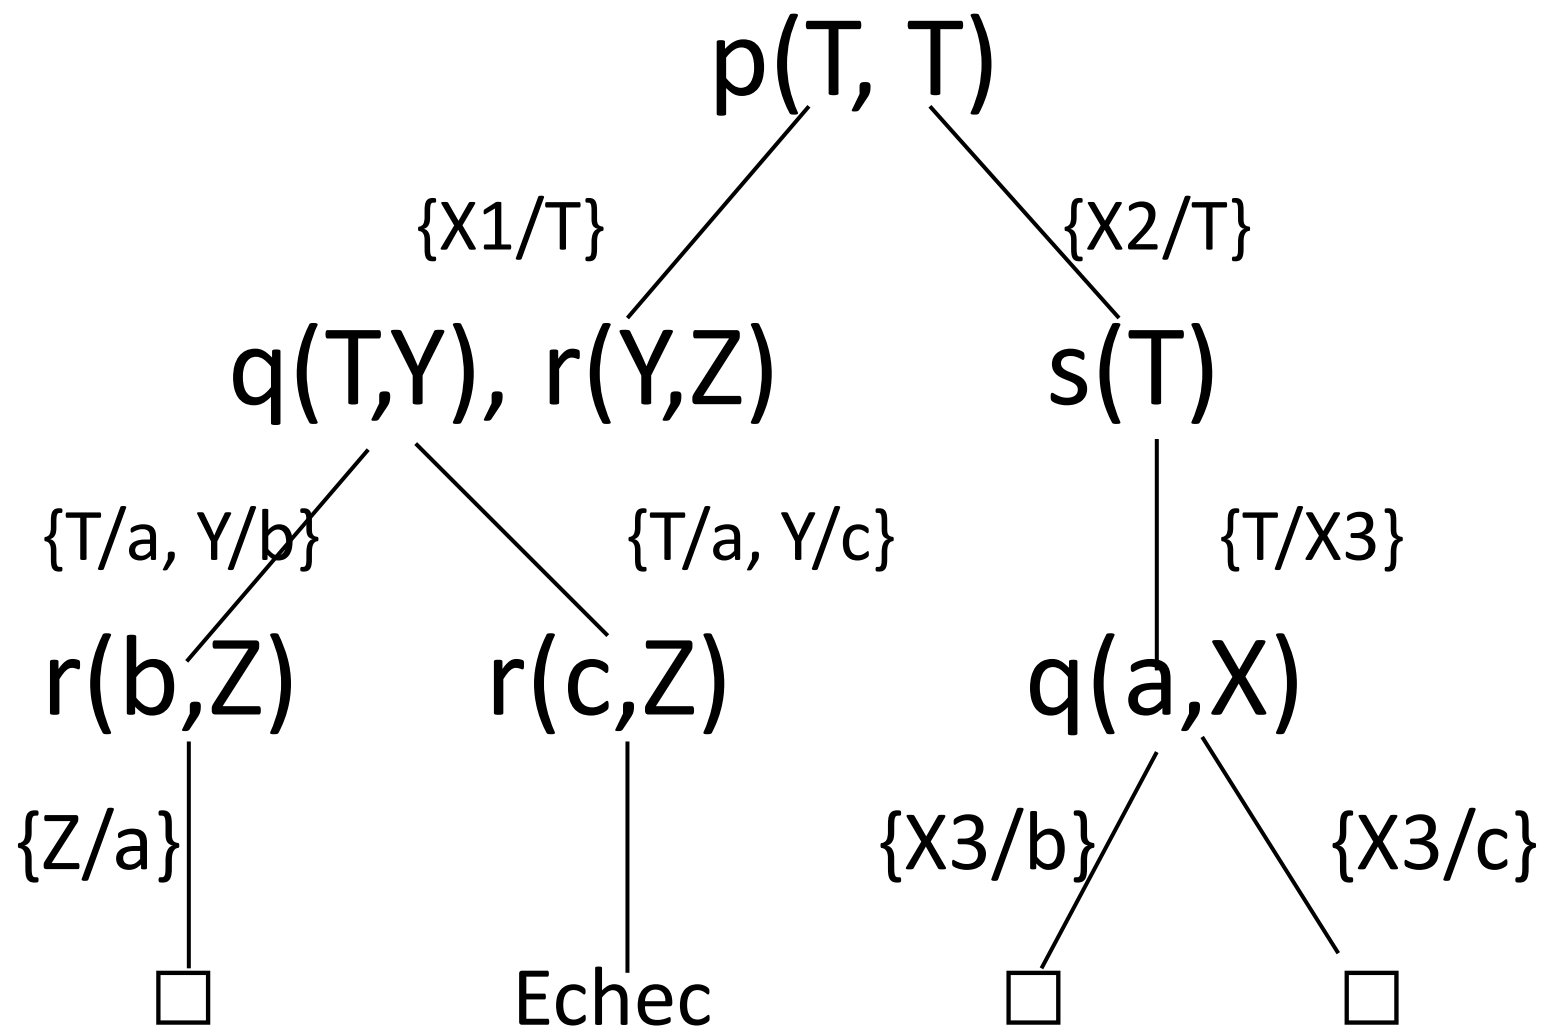 p(T, T)
{X1/T} {X2/T}
q(T,Y), r(Y,Z) s(T)
{T/a, Y/b} {T/a, Y/c} {T/X3}
r(b,Z) r(c,Z) q(a,X)
{Z/a} {X3/b} {X3/c}
□ Echec □ □